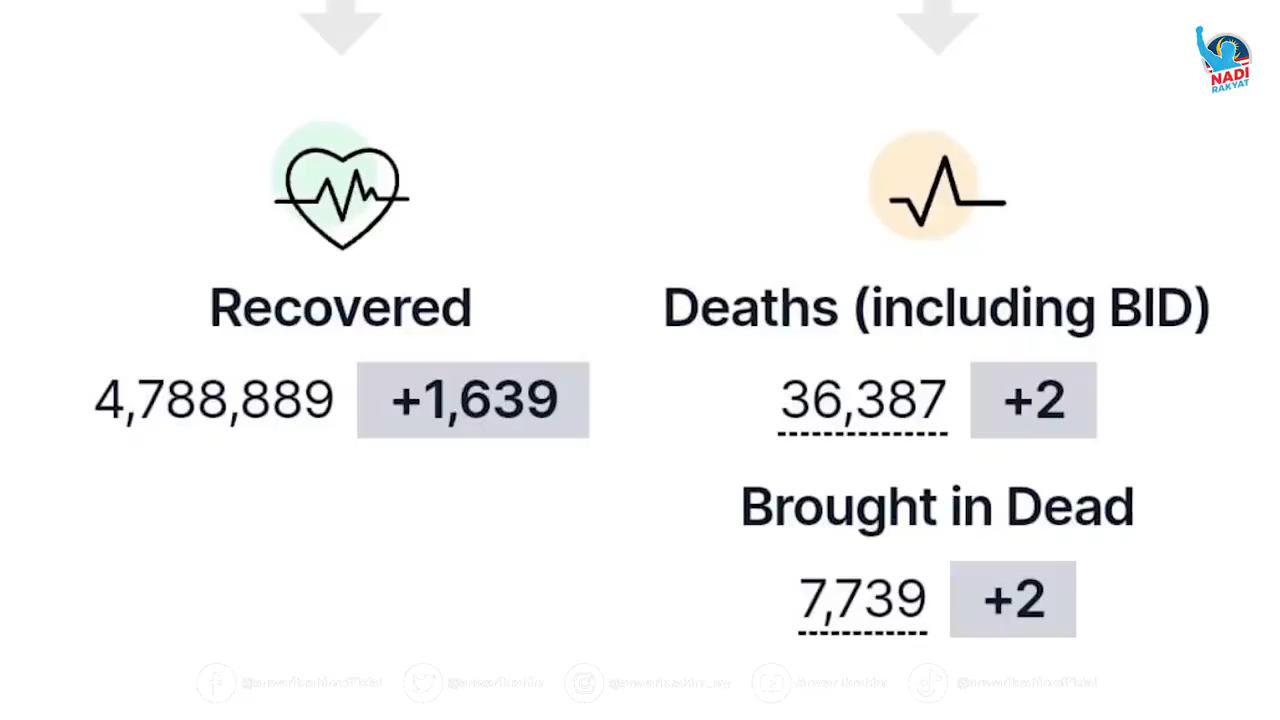 NADI
RAKYAT
Recovered
4,788,889 +1,639
Deaths (including BID)
36,387 +2
Brought in Dead
7,739 +2